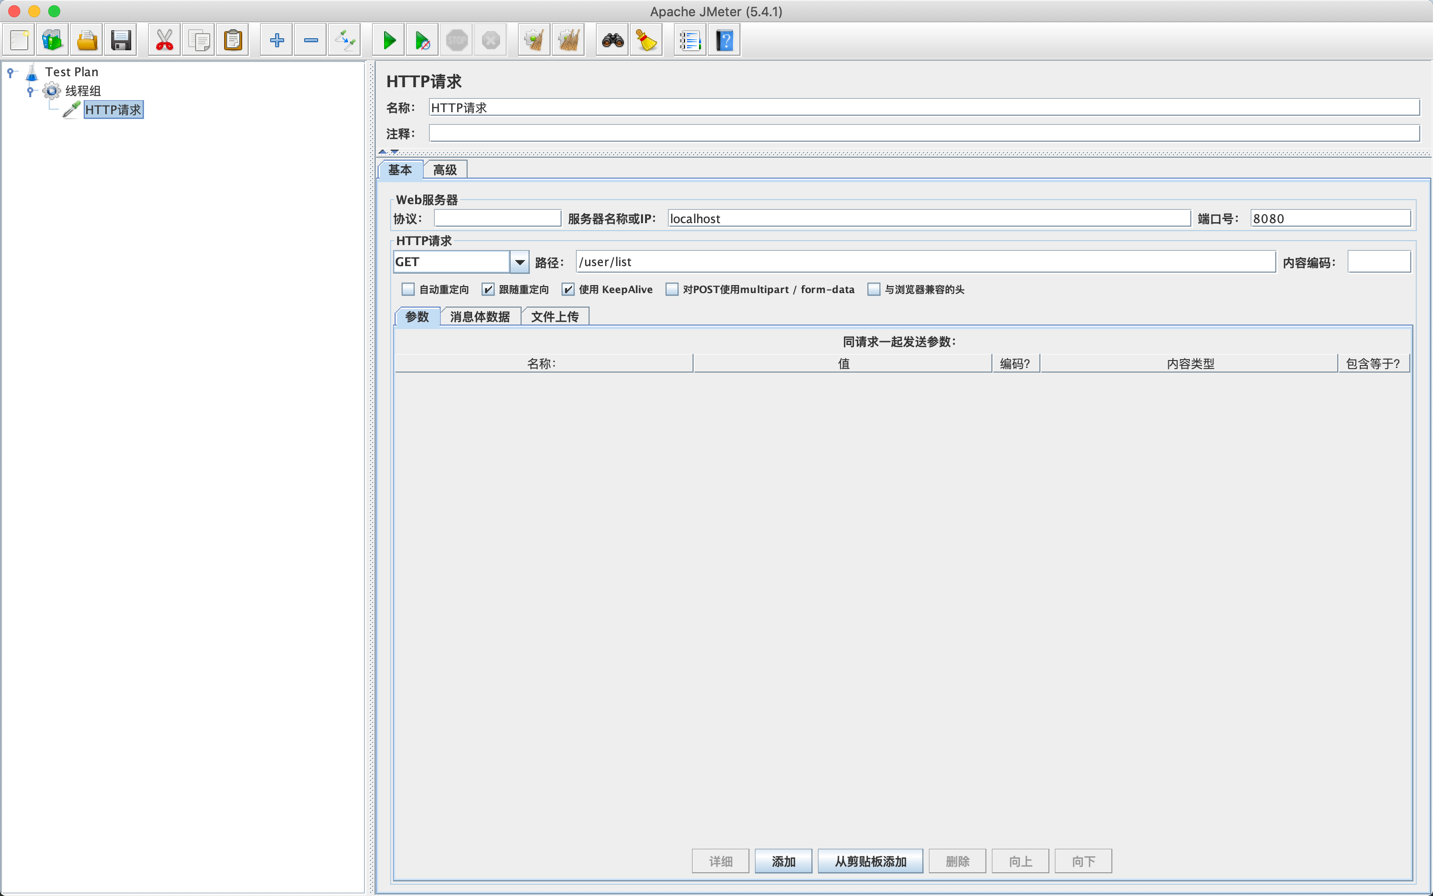 Apache JMeter (5.4.1)
Test Plan
线程组
HTTP请求
HTTP请求
名称： HTTP请求
注释：
基本 高级
Web服务器
协议： 服务器名称或IP： localhost 端口号： 8080
HTTP请求
GET 路径： /user/list 内容编码：
自动重定向 跟随重定向 使用 KeepAlive 对POST使用multipart / form-data 与浏览器兼容的头
参数 消息体数据 文件上传
同请求一起发送参数：
名称： 值 编码? 内容类型 包含等于?
详细 添加 从剪贴板添加 删除 向上 向下